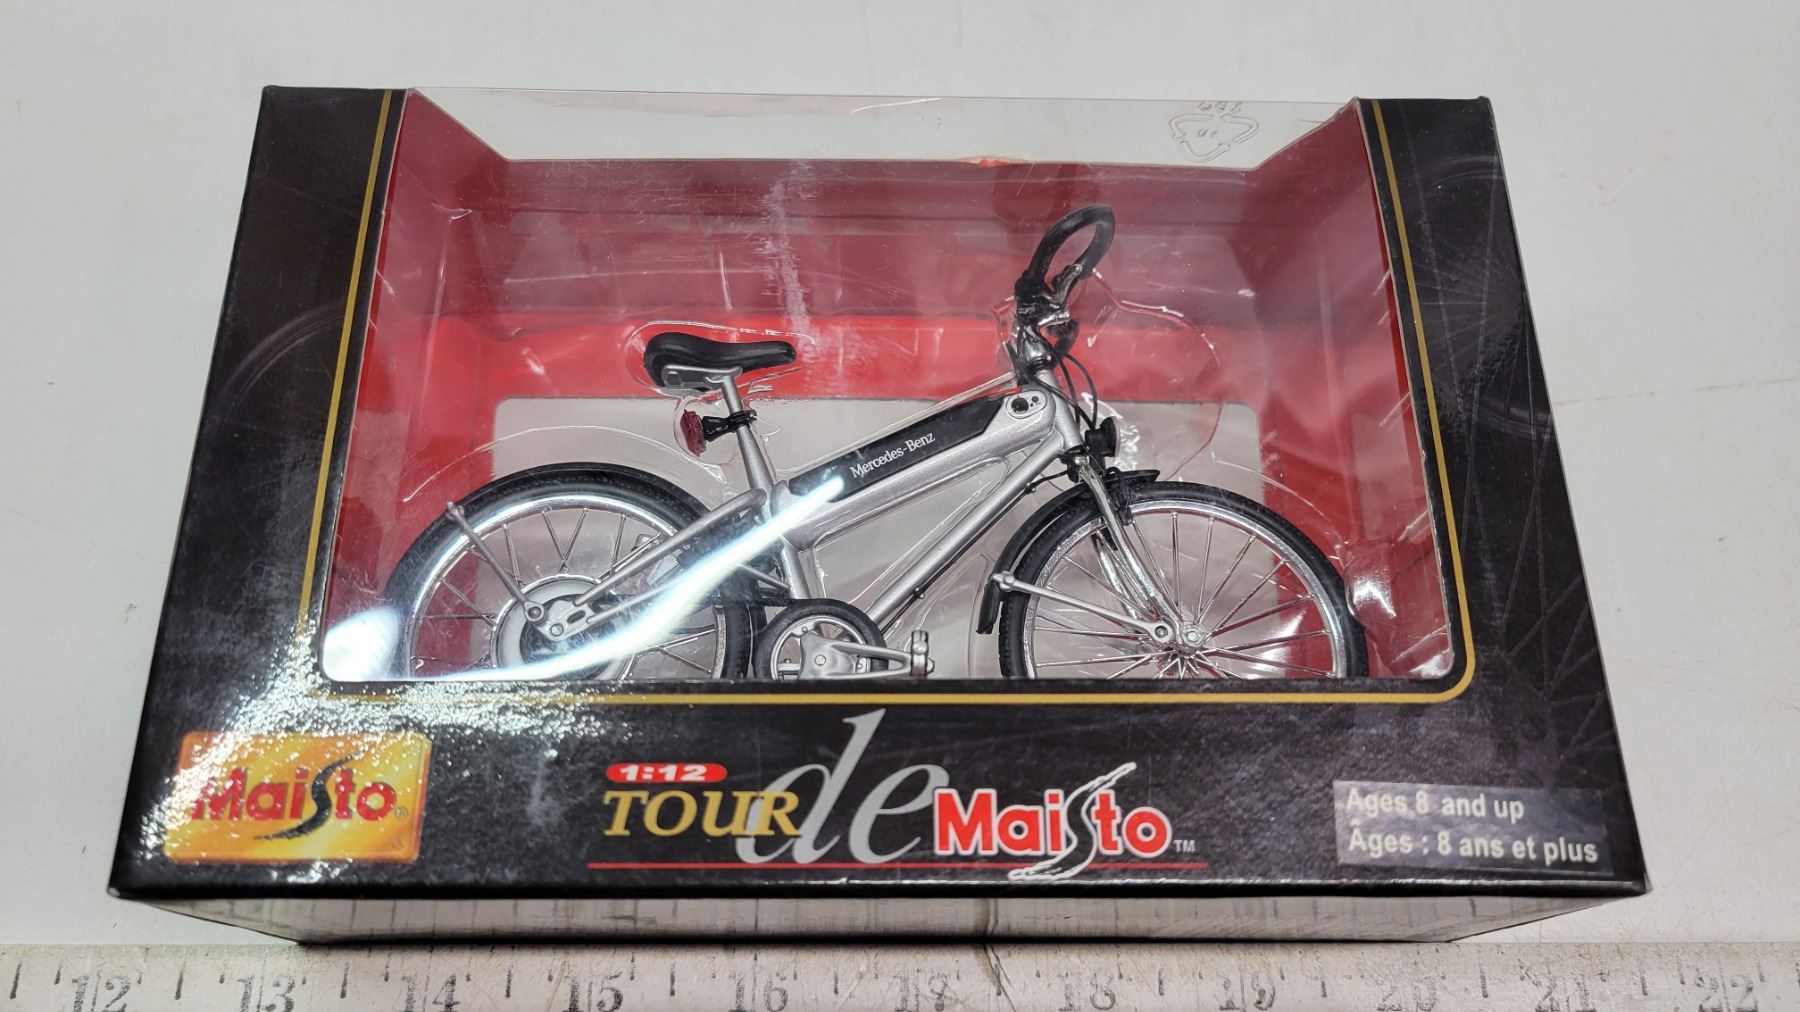 Mercedes-Benz
Maisto®
1:12
TOUR de Maisto™
Ages 8 and up
Âges : 8 ans et plus
12 13 14 15 16 17 18 19 20 21 22